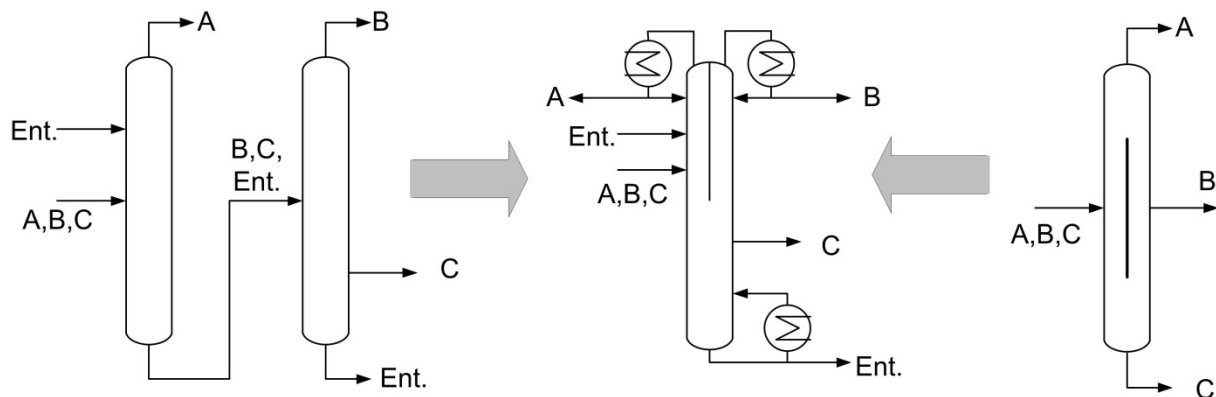 A
Ent.
A,B,C
B,C,
Ent.
B
C
Ent.
A
B
Ent.
A,B,C
C
Ent.
A
A,B,C
B
C